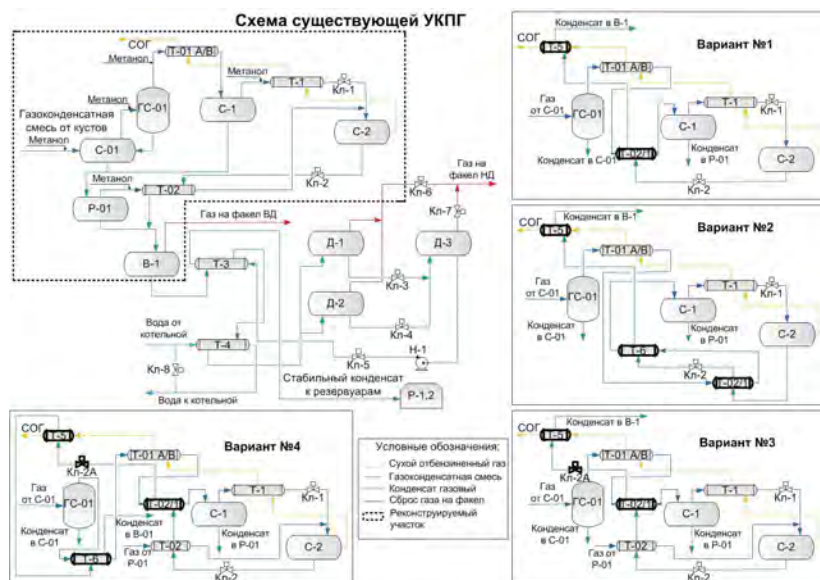 Схема существующей УКПГ
СОГ
Т-01 А/В
Метанол
Метанол
Т-1
Кл-1
Метанол
ГС-01
С-1
Газоконденсатная
смесь от кустов
С-2
Метанол
С-01
Кл-2
Метанол
Т-02
Р-01
Газ на
факел НД
Кл-6
Кл-7
Газ на факел ВД
В-1
Т-3
Д-1
Д-3
Кл-3
Д-2
Кл-4
Вода от
котельной
Т-4
Кл-5
Н-1
Кл-8
Стабильный конденсат
к резервуарам
Р-1,2
Вода к котельной
Вариант №1
Конденсат в В-1
СОГ
Т-5
Т-01 А/В
Газ
от С-01
ГС-01
Т-1
Кл-1
С-1
Конденсат в С-01
Т-02/1
Конденсат
в Р-01
С-2
Кл-2
Вариант №2
Конденсат в В-1
СОГ
Т-5
Т-01 А/В
Газ
от С-01
ГС-01
Т-1
Кл-1
С-1
Конденсат
в С-01
Конденсат
в Р-01
С-2
Т-6
Кл-2
Т-02/1
Вариант №4
СОГ
Т-5
Т-01 А/В
Кл-2А
Газ
от С-01
ГС-01
Т-02/1
Т-1
Кл-1
С-1
Конденсат
в С-01
Конденсат
в В-01
Т-6
Т-02
Газ от
Р-01
Конденсат
в Р-01
С-2
Кл-2
Условные обозначения:
Сухой отбензиненный газ
Газоконденсатная смесь
Конденсат газовый
Сброс газа на факел
Реконструируемый
участок
Вариант №3
Конденсат в В-1
СОГ
Т-5
Т-01 А/В
Кл-2А
Газ
от С-01
ГС-01
Т-02/1
Т-1
Кл-1
С-1
Конденсат
в С-01
Газ от
Р-01
Т-02
Конденсат
в Р-01
С-2
Кл-2